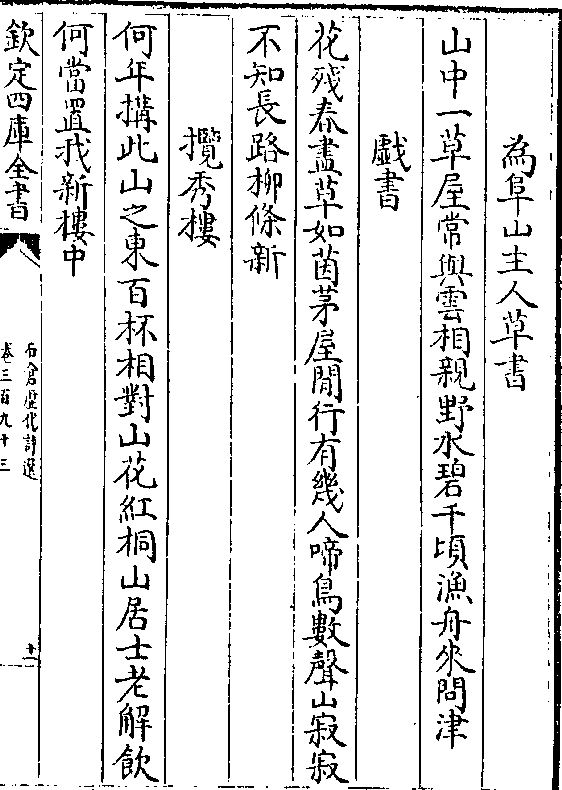 為阜山主人草書
山中一草屋常與雲相親野水碧千頃漁舟來問津
戲書
花殘春盡草如茵茅屋閒行有幾人啼鳥數聲山寂寂
不知長路柳條新
攬秀樓
何年搆此山之東百杯相對山花紅桐山居士老解飲
何當置我新樓中
欽定四庫全書
石倉歷代詩選
卷三百九十三
十一